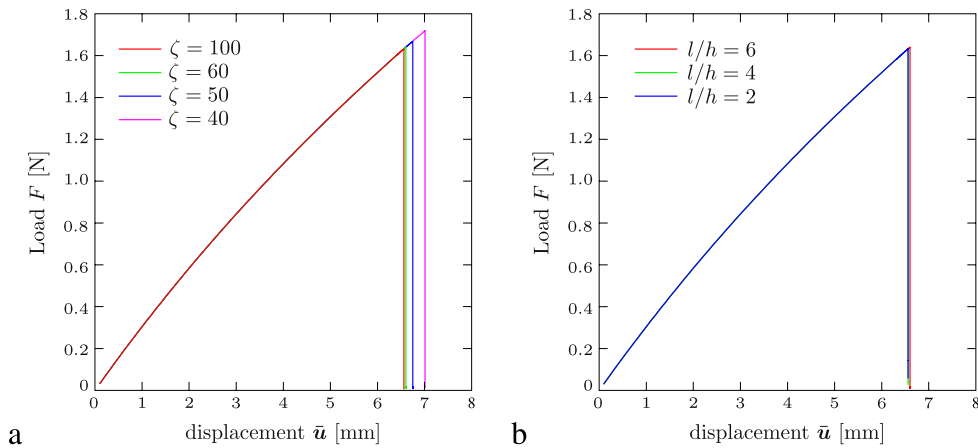 1.8
1.6
1.4
1.2
1.0
0.8
0.6
0.4
0.2
0
Load F [N]
ζ = 100
ζ = 60
ζ = 50
ζ = 40
0 1 2 3 4 5 6 7 8
displacement ū [mm]
a
1.8
1.6
1.4
1.2
1.0
0.8
0.6
0.4
0.2
0
Load F [N]
l/h = 6
l/h = 4
l/h = 2
0 1 2 3 4 5 6 7 8
displacement ū [mm]
b